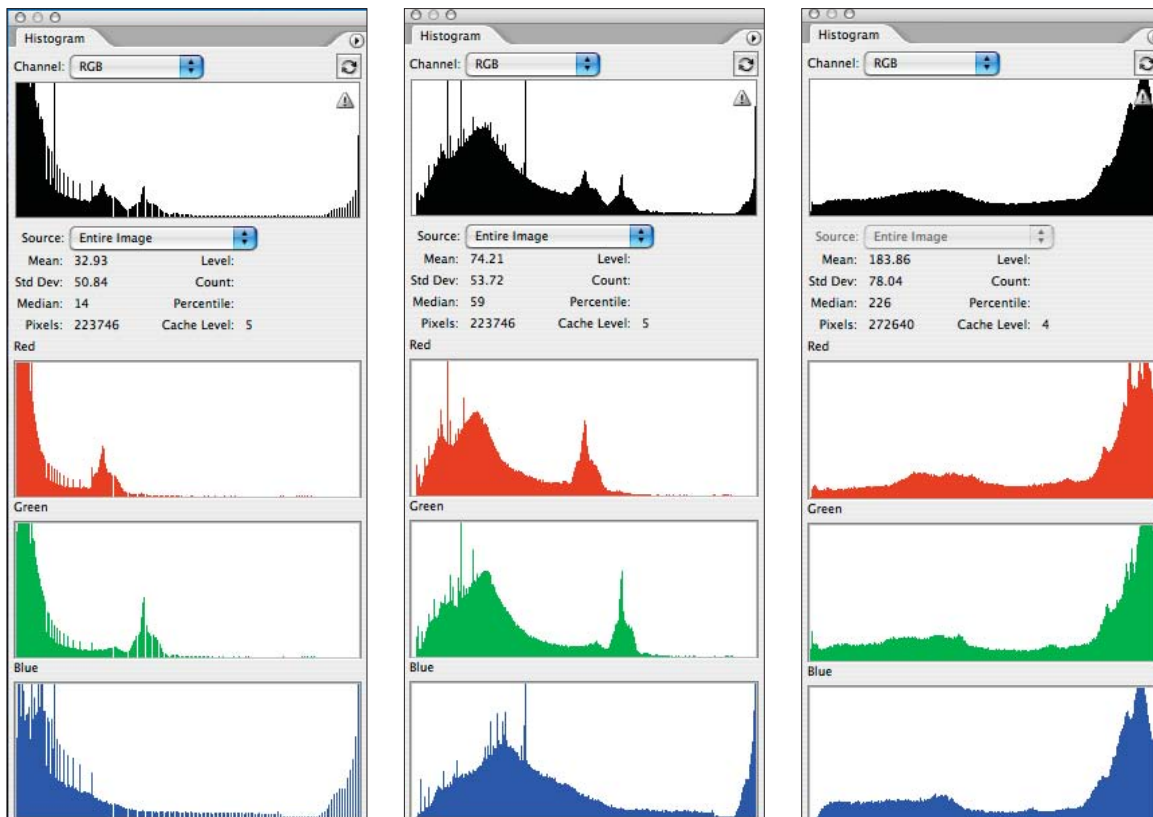 Histogram
Channel: RGB
Source: Entire Image
Mean: 32.93 Level:
Std Dev: 50.84 Count:
Median: 14 Percentile:
Pixels: 223746 Cache Level: 5
Red
Green
Blue
Histogram
Channel: RGB
Source: Entire Image
Mean: 74.21 Level:
Std Dev: 53.72 Count:
Median: 59 Percentile:
Pixels: 223746 Cache Level: 5
Red
Green
Blue
Histogram
Channel: RGB
Source: Entire Image
Mean: 183.86 Level:
Std Dev: 78.04 Count:
Median: 226 Percentile:
Pixels: 272640 Cache Level: 4
Red
Green
Blue